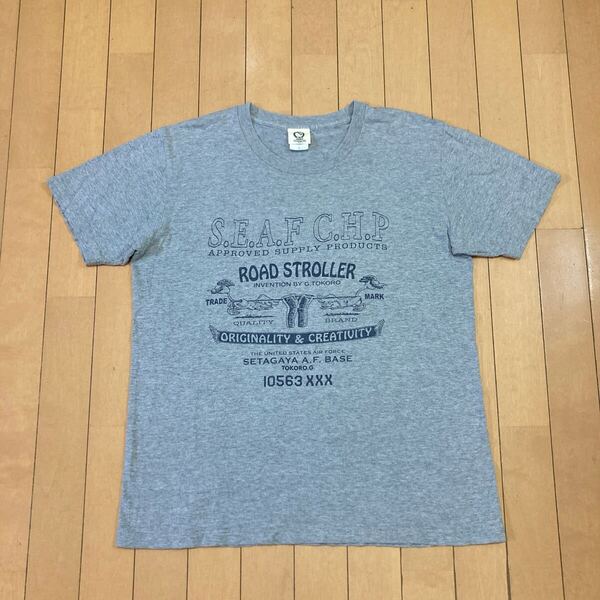 S.E.A.F C.H.P
APPROVED SUPPLY PRODUCTS
ROAD STROLLER
INVENTION BY G.TOKORO
TRADE MARK
QUALITY BRAND
ORIGINALITY & CREATIVITY
THE UNITED STATES AIR FORCE
SETAGAYA A.F. BASE
TOKORO.G
10563 XXX